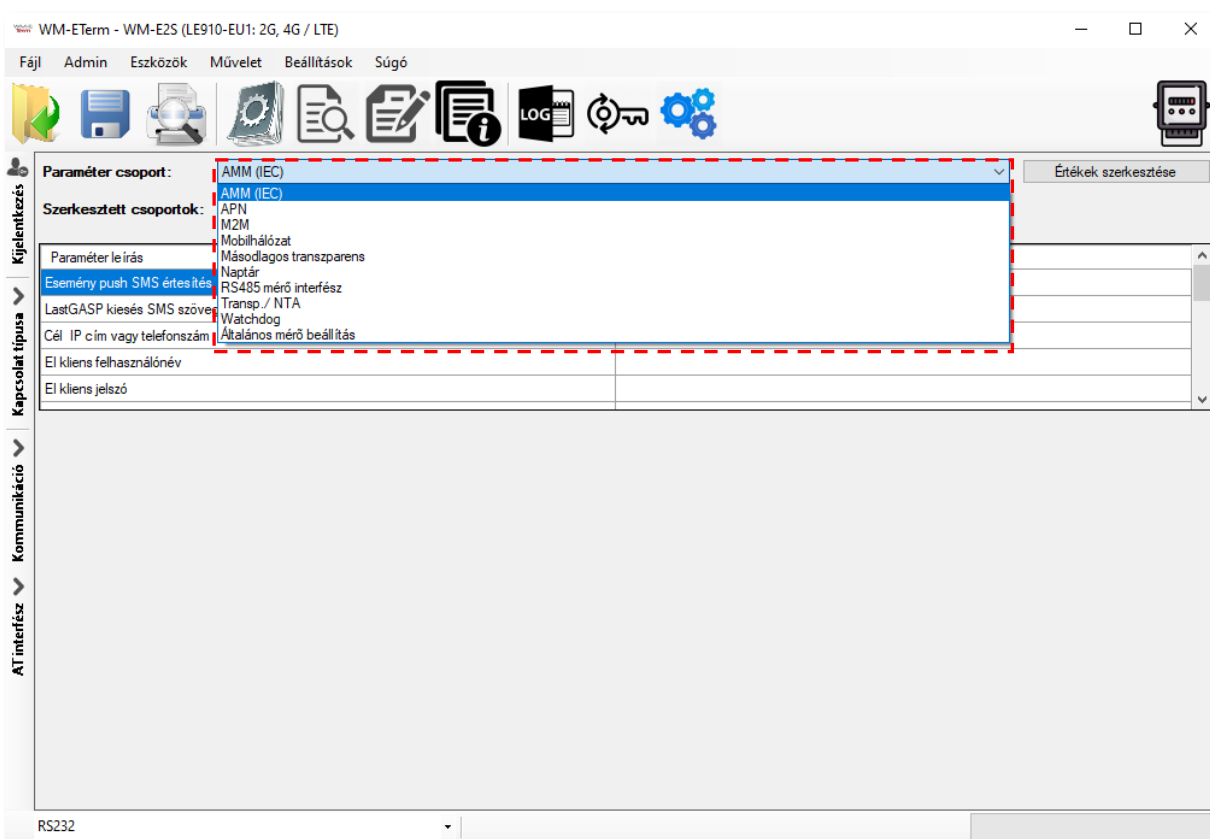 WM-ETerm - WM-E2S (LE910-EU1: 2G, 4G / LTE)
Fájl Admin Eszközök Művelet Beállítások Súgó
LOG
Paraméter csoport: AMM (IEC) Értékek szerkesztése
Szerkesztett csoportok:
AMM (IEC)
APN
M2M
Mobilhálózat
Másodlagos transzparens
Naptár
RS485 mérő interfész
Transp./ NTA
Watchdog
Általános mérő beállítás
Paraméter leírás
Esemény push SMS értesítés
LastGASP kiesés SMS szöveg
Cél IP cím vagy telefonszám
EI kliens felhasználónév
EI kliens jelszó
Kijelentkezés
Kapcsolat típusa
Kommunikáció
AT interfész
RS232